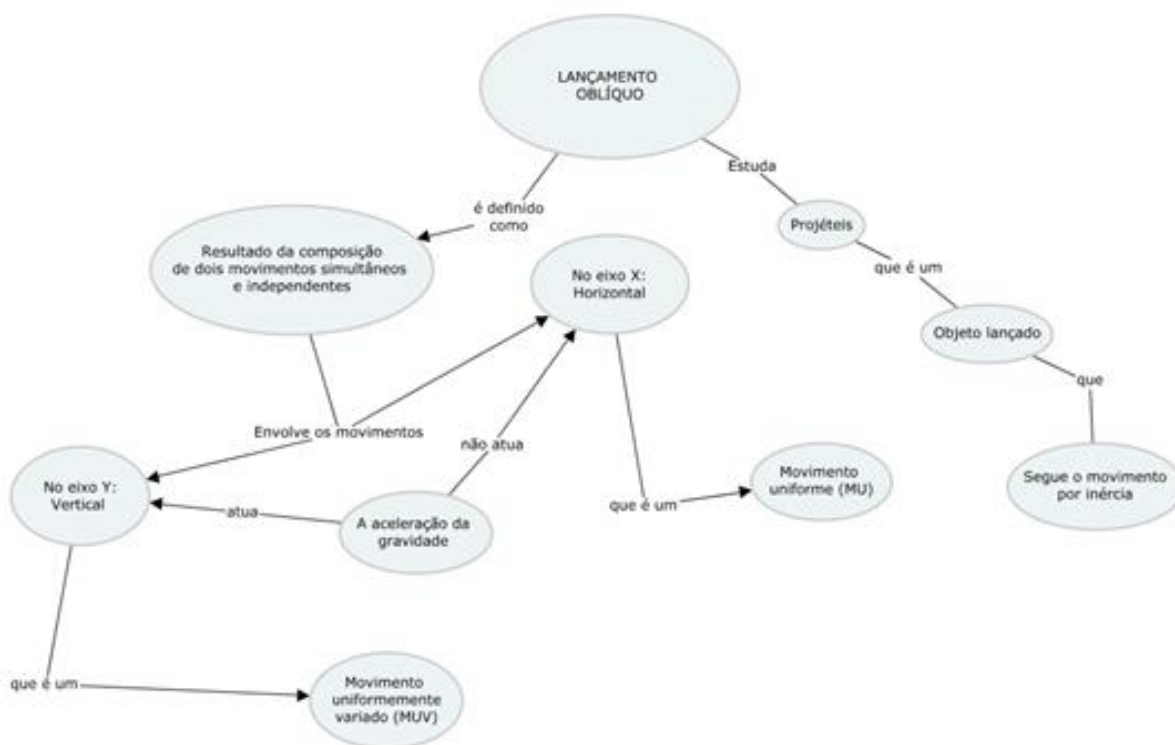 LANÇAMENTO
OBLÍQUO
Estuda
é definido
como
Projéteis
Resultado da composição
de dois movimentos simultâneos
e independentes
No eixo X:
Horizontal
que é um
Objeto lançado
que
Envolve os movimentos
não atua
No eixo Y:
Vertical
atua
A aceleração da
gravidade
que é um
Movimento
uniforme (MU)
Segue o movimento
por inércia
que é um
Movimento
uniformemente
variado (MUV)